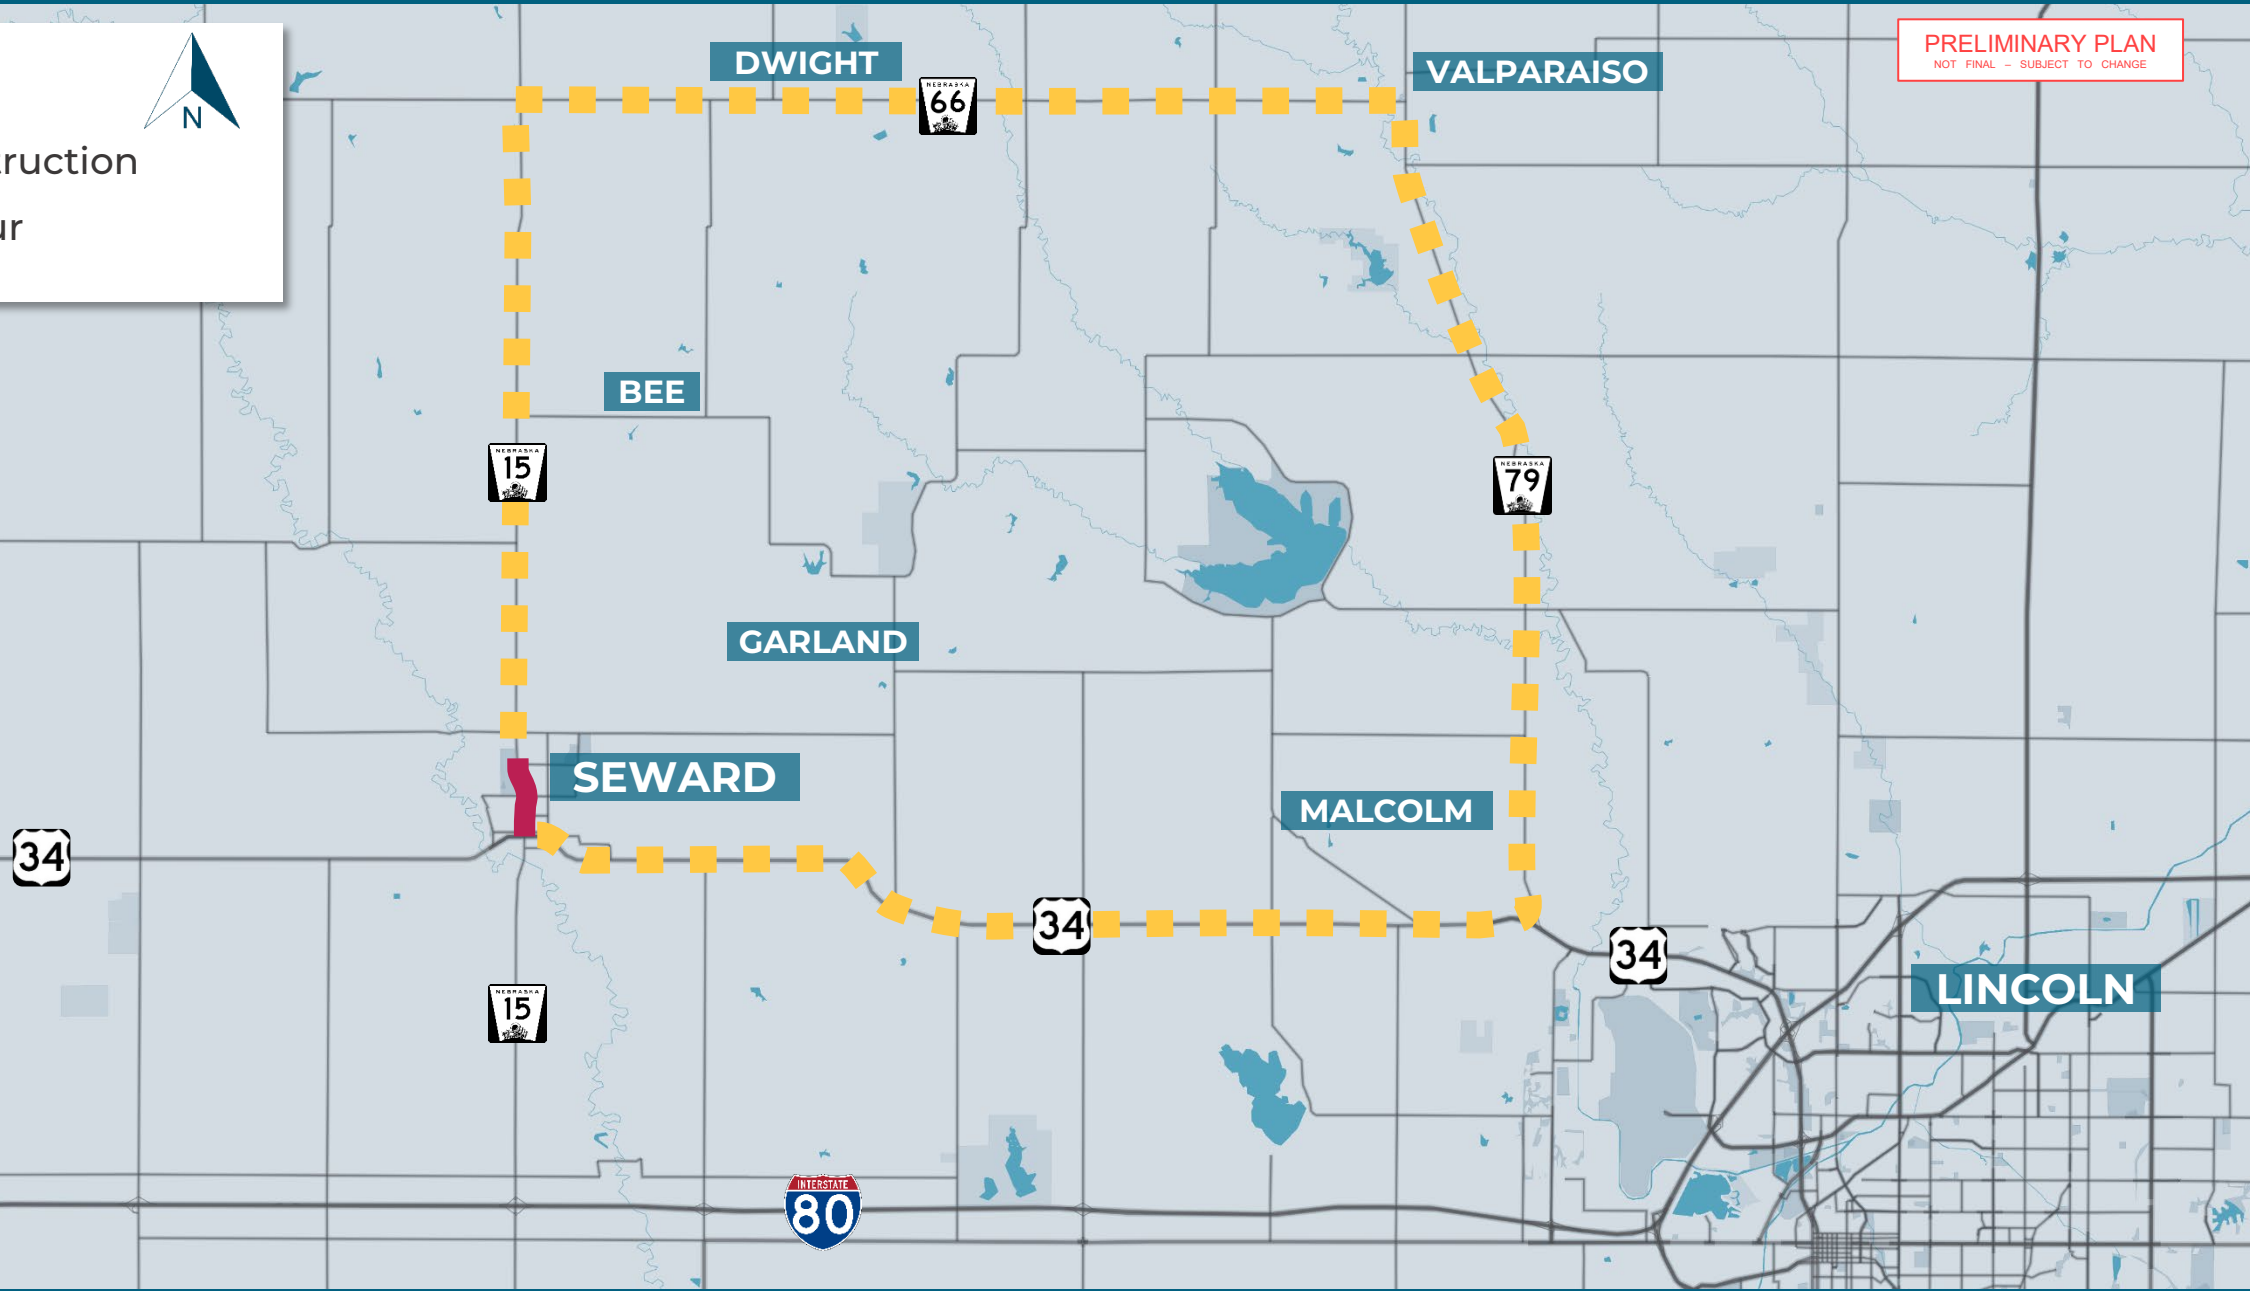 N
truction
ur
PRELIMINARY PLAN
NOT FINAL – SUBJECT TO CHANGE
DWIGHT
VALPARAISO
NEBRASKA
66
BEE
NEBRASKA
15
NEBRASKA
79
GARLAND
SEWARD
MALCOLM
34
34
34
LINCOLN
NEBRASKA
15
INTERSTATE
80